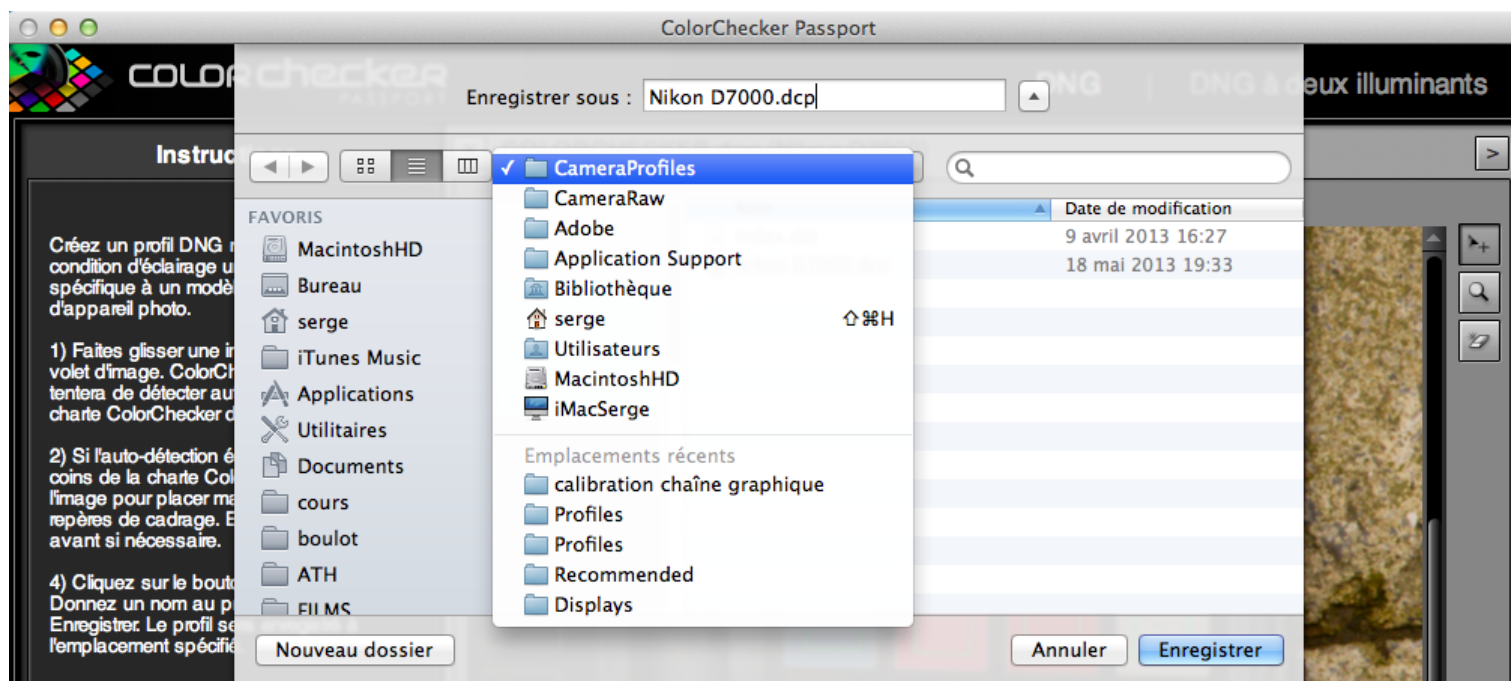 ColorChecker Passport
colorchecker
PASSPORT
DNG | DNG à deux illuminants
Enregistrer sous : Nikon D7000.dcp
Instruc
>
CameraProfiles
CameraRaw
Adobe
Application Support
Bibliothèque
serge ⇧⌘H
Utilisateurs
MacintoshHD
iMacSerge
Emplacements récents
calibration chaîne graphique
Profiles
Profiles
Recommended
Displays
FAVORIS
MacintoshHD
Bureau
serge
iTunes Music
Applications
Utilitaires
Documents
cours
boulot
ATH
FILMS
Date de modification
9 avril 2013 16:27
18 mai 2013 19:33
Créez un profil DNG
condition d'éclairage
spécifique à un modè
d'appareil photo.
1) Faites glisser une
volet d'image. ColorCh
tentera de détecter au
charte ColorChecker d
2) Si l'auto-détection é
coins de la charte Col
l'image pour placer ma
repères de cadrage. E
avant si nécessaire.
4) Cliquez sur le bout
Donnez un nom au p
Enregistrer. Le profil se
l'emplacement spécifié
Nouveau dossier
Annuler
Enregistrer